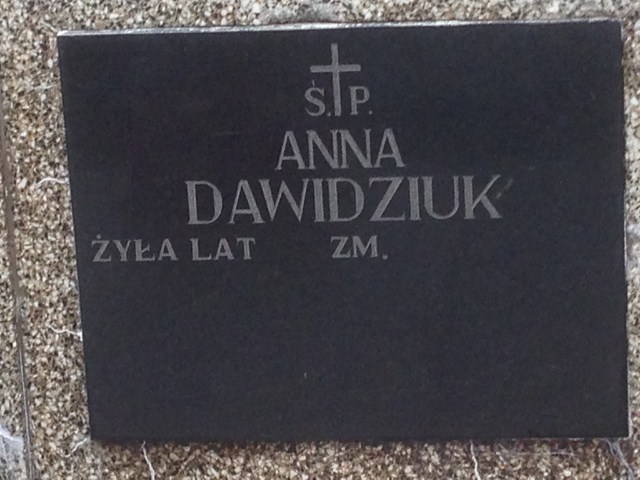 Ś.P.
ANNA
DAWIDZIUK
ŻYŁA LAT ZM.